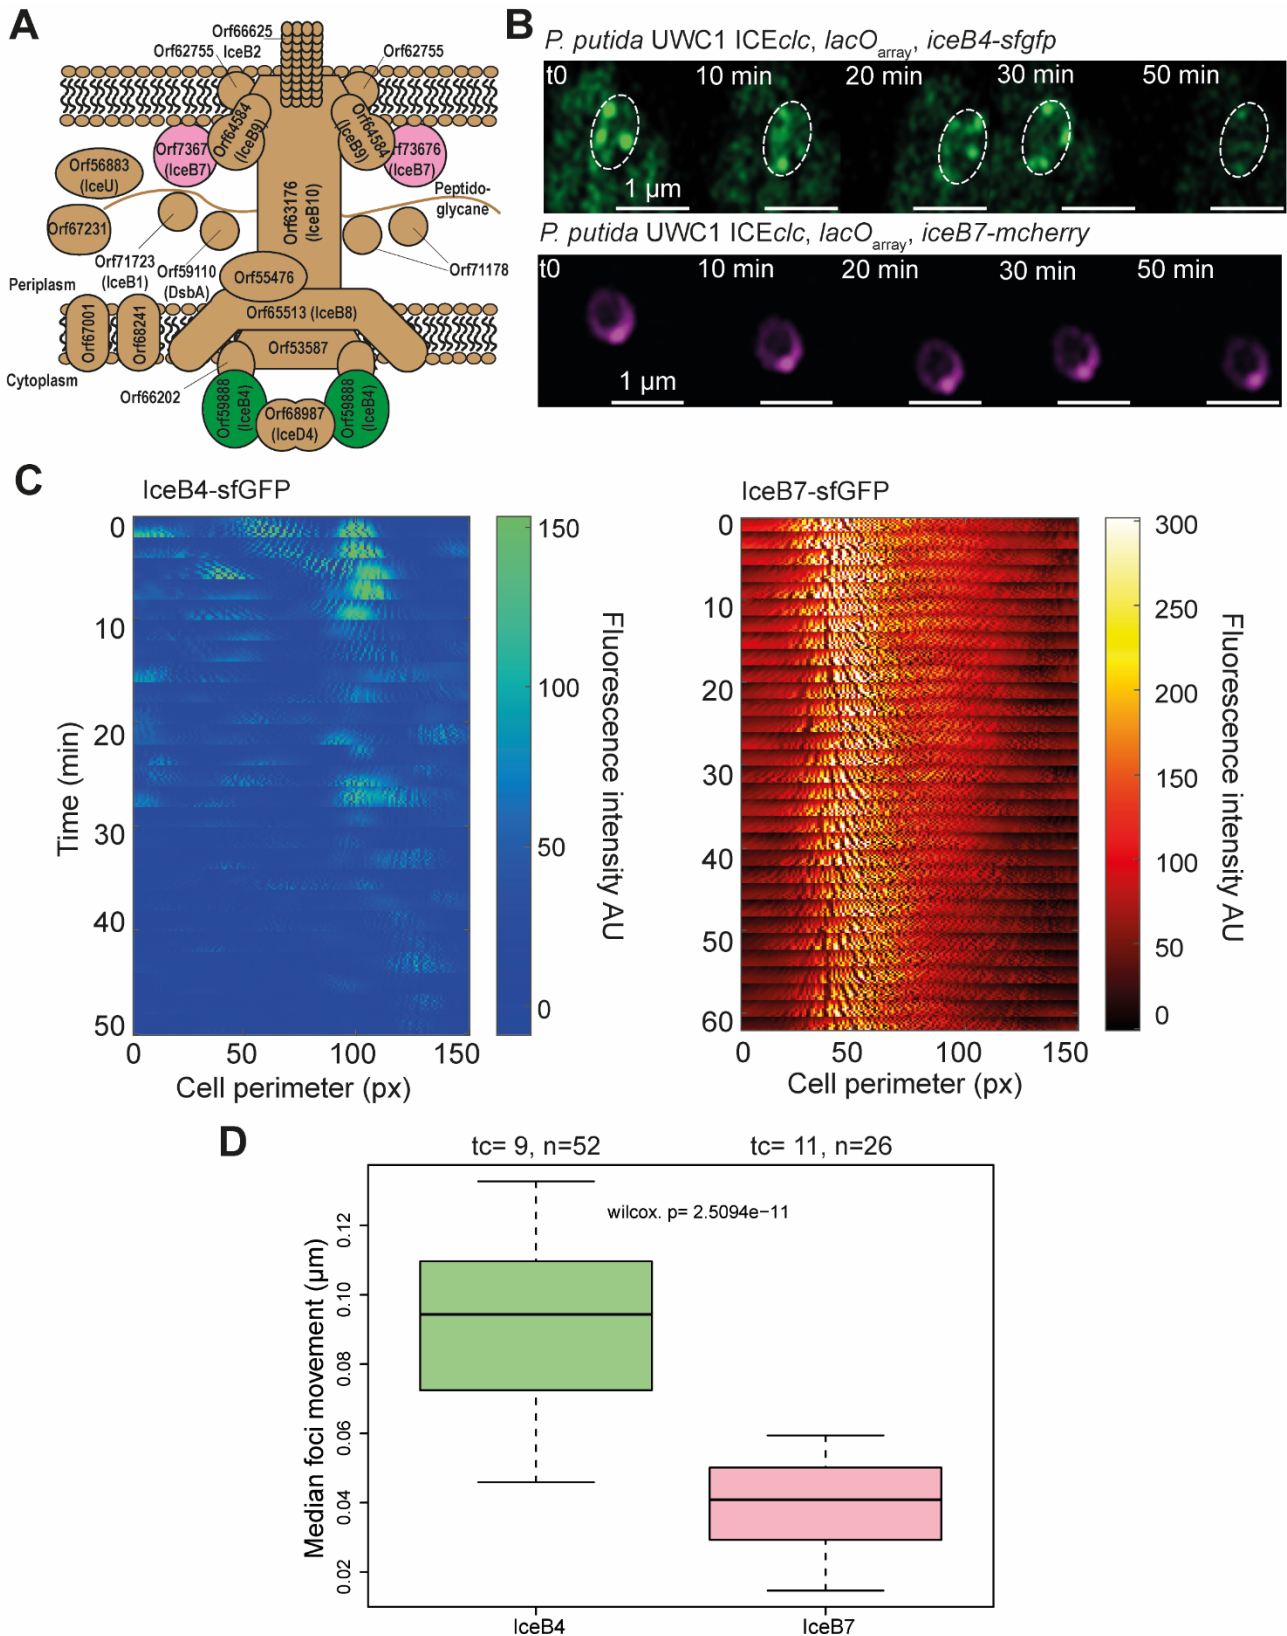 A
Orf66625
Orf62755
IceB2
Orf62755
Orf64584
(IceB9)
Orf64584
(IceB9)
Orf7367
(IceB7)
rf73676
(IceB7)
Orf56883
(IceU)
Orf67231
Peptido-
glycane
Orf63176
(IceB10)
Orf71723
(IceB1)
Orf59110
(DsbA)
Orf71178
Orf55476
Periplasm
Orf65513 (IceB8)
Orf67001
Orf68241
Orf53587
Cytoplasm
Orf66202
Orf59888
(IceB4)
Orf68987
(IceD4)
Orf59888
(IceB4)
B
P. putida UWC1 ICEclc, lacOarray, iceB4-sfgfp
t0 10 min 20 min 30 min 50 min
1 µm
P. putida UWC1 ICEclc, lacOarray, iceB7-mcherry
t0 10 min 20 min 30 min 50 min
1 µm
C
IceB4-sfGFP
0
10
20
30
40
50
Time (min)
0 50 100 150
Cell perimeter (px)
150
100
50
0
Fluorescence intensity AU
IceB7-sfGFP
0
10
20
30
40
50
60
0 50 100 150
Cell perimeter (px)
300
250
200
150
100
50
0
Fluorescence intensity AU
D
tc= 9, n=52 tc= 11, n=26
wilcox. p= 2.5094e−11
Median foci movement (µm)
0.12
0.10
0.08
0.06
0.04
0.02
IceB4 IceB7